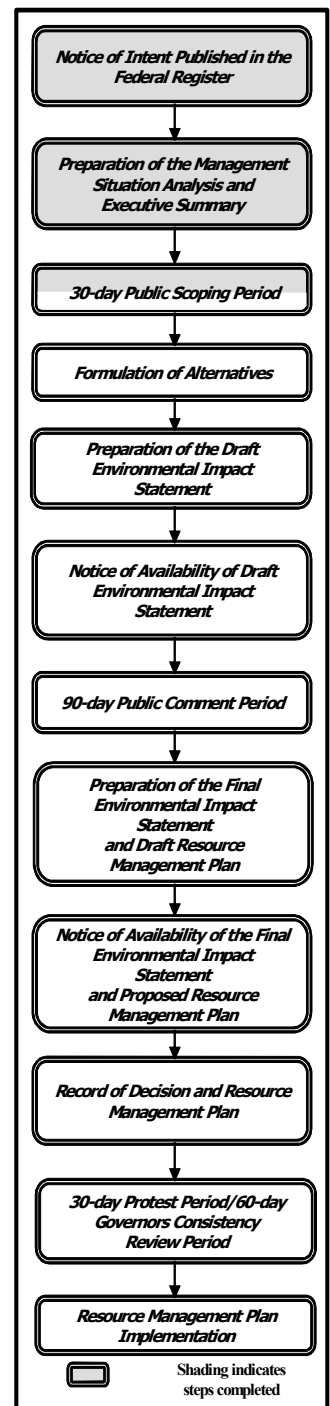 Notice of Intent Published in the
Federal Register
Preparation of the Management
Situation Analysis and
Executive Summary
30-day Public Scoping Period
Formulation of Alternatives
Preparation of the Draft
Environmental Impact
Statement
Notice of Availability of Draft
Environmental Impact
Statement
90-day Public Comment Period
Preparation of the Final
Environmental Impact
Statement
and Draft Resource
Management Plan
Notice of Availability of the Final
Environmental Impact
Statement
and Proposed Resource
Management Plan
Record of Decision and Resource
Management Plan
30-day Protest Period/60-day
Governors Consistency
Review Period
Resource Management Plan
Implementation
Shading indicates
steps completed